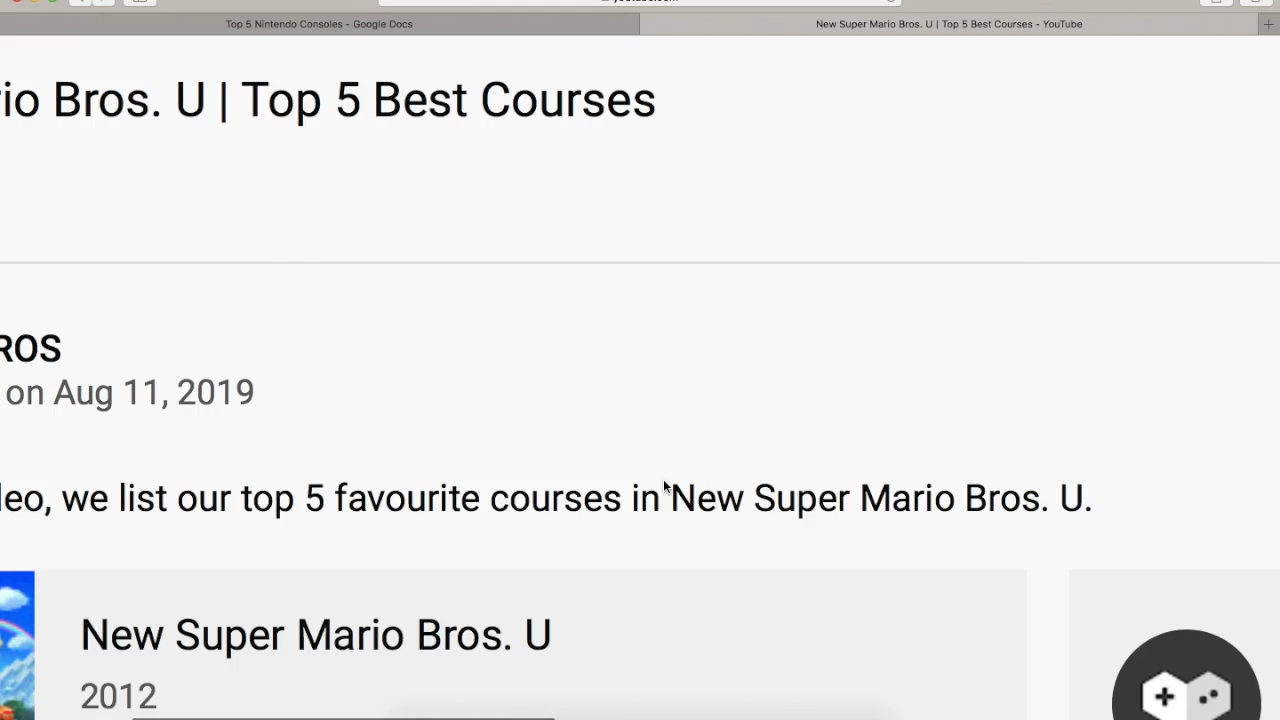 Top 5 Nintendo Consoles - Google Docs
New Super Mario Bros. U | Top 5 Best Courses - YouTube
io Bros. U | Top 5 Best Courses
ROS
on Aug 11, 2019
eo, we list our top 5 favourite courses in New Super Mario Bros. U.
New Super Mario Bros. U
2012